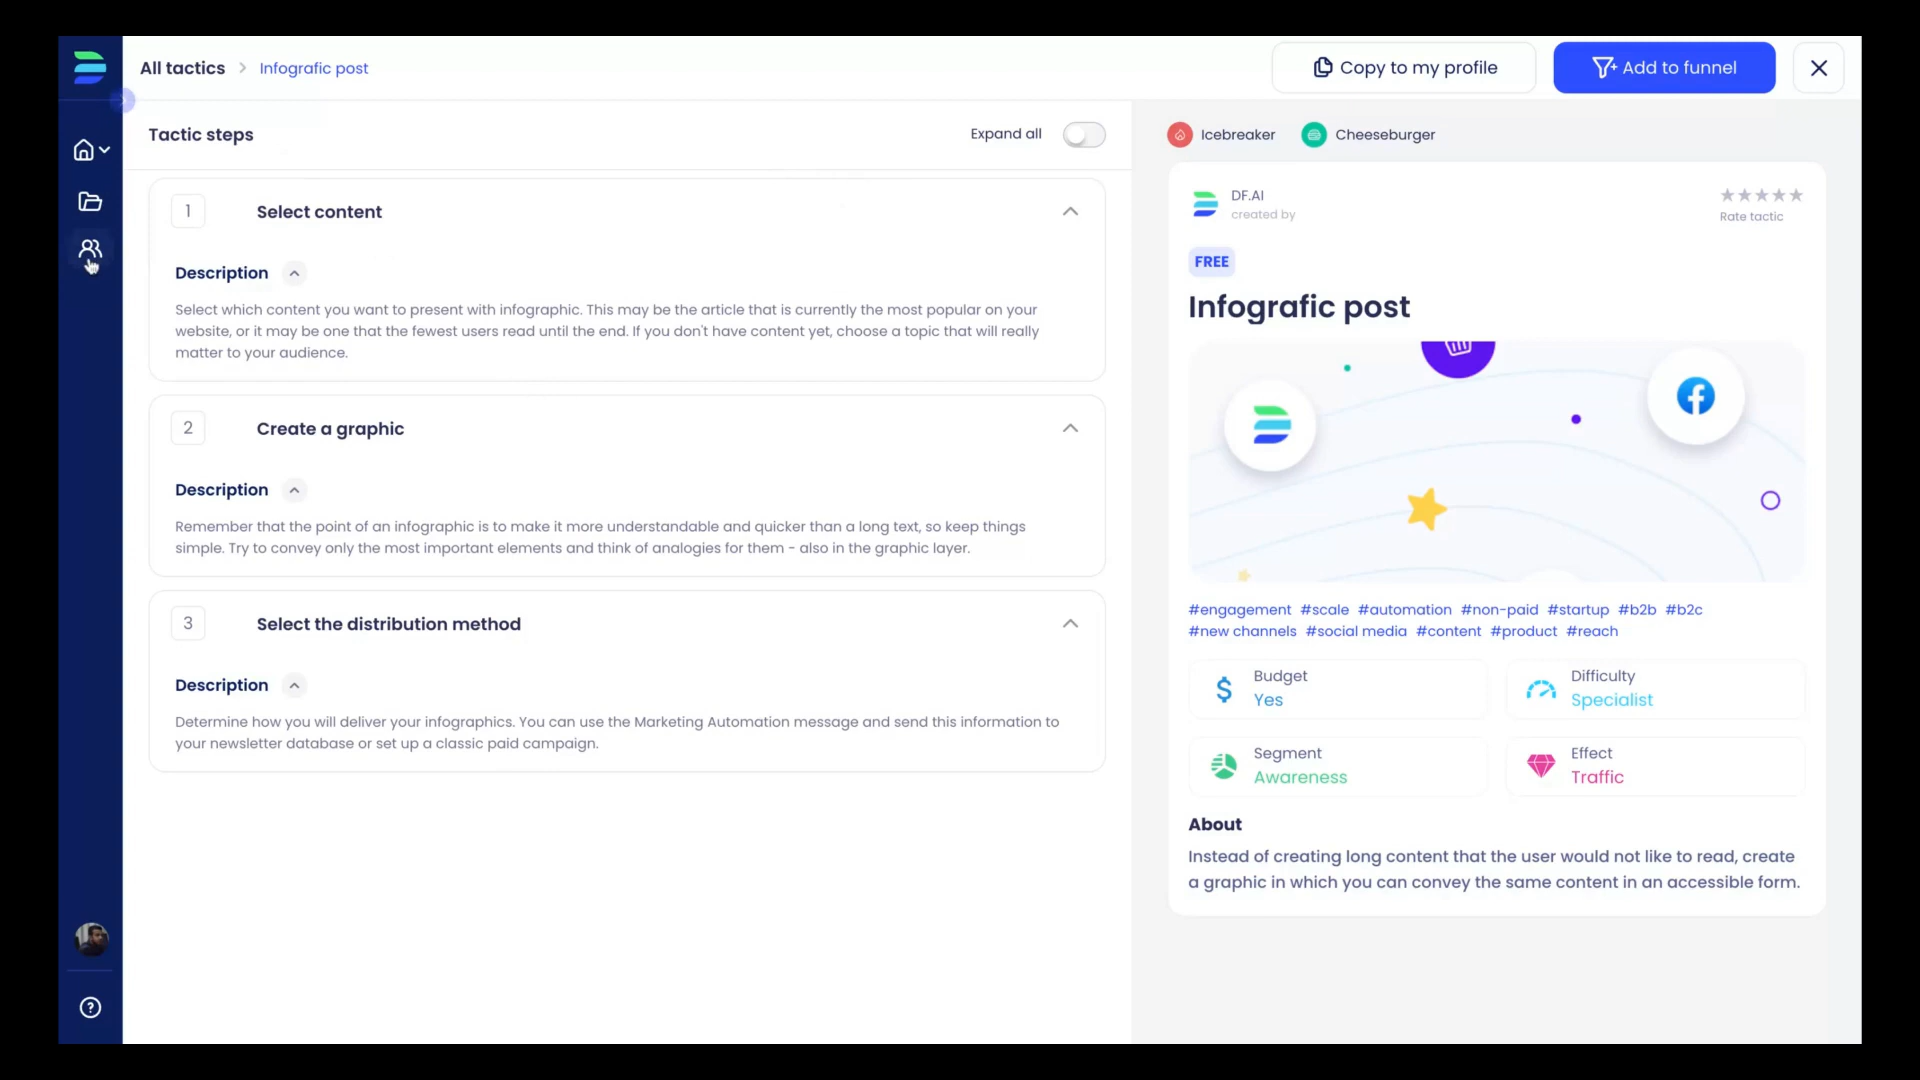 All tactics > Infografic post
Copy to my profile
Add to funnel
Tactic steps
Expand all
1
Select content
Description
Select which content you want to present with infographic. This may be the article that is currently the most popular on your
website, or it may be one that the fewest users read until the end. If you don't have content yet, choose a topic that will really
matter to your audience.
2
Create a graphic
Description
Remember that the point of an infographic is to make it more understandable and quicker than a long text, so keep things
simple. Try to convey only the most important elements and think of analogies for them - also in the graphic layer.
3
Select the distribution method
Description
Determine how you will deliver your infographics. You can use the Marketing Automation message and send this information to
your newsletter database or set up a classic paid campaign.
Icebreaker
Cheeseburger
DF.AI
created by
Rate tactic
FREE
Infografic post
#engagement #scale #automation #non-paid #startup #b2b #b2c
#new channels #social media #content #product #reach
Budget
Yes
Difficulty
Specialist
Segment
Awareness
Effect
Traffic
About
Instead of creating long content that the user would not like to read, create
a graphic in which you can convey the same content in an accessible form.